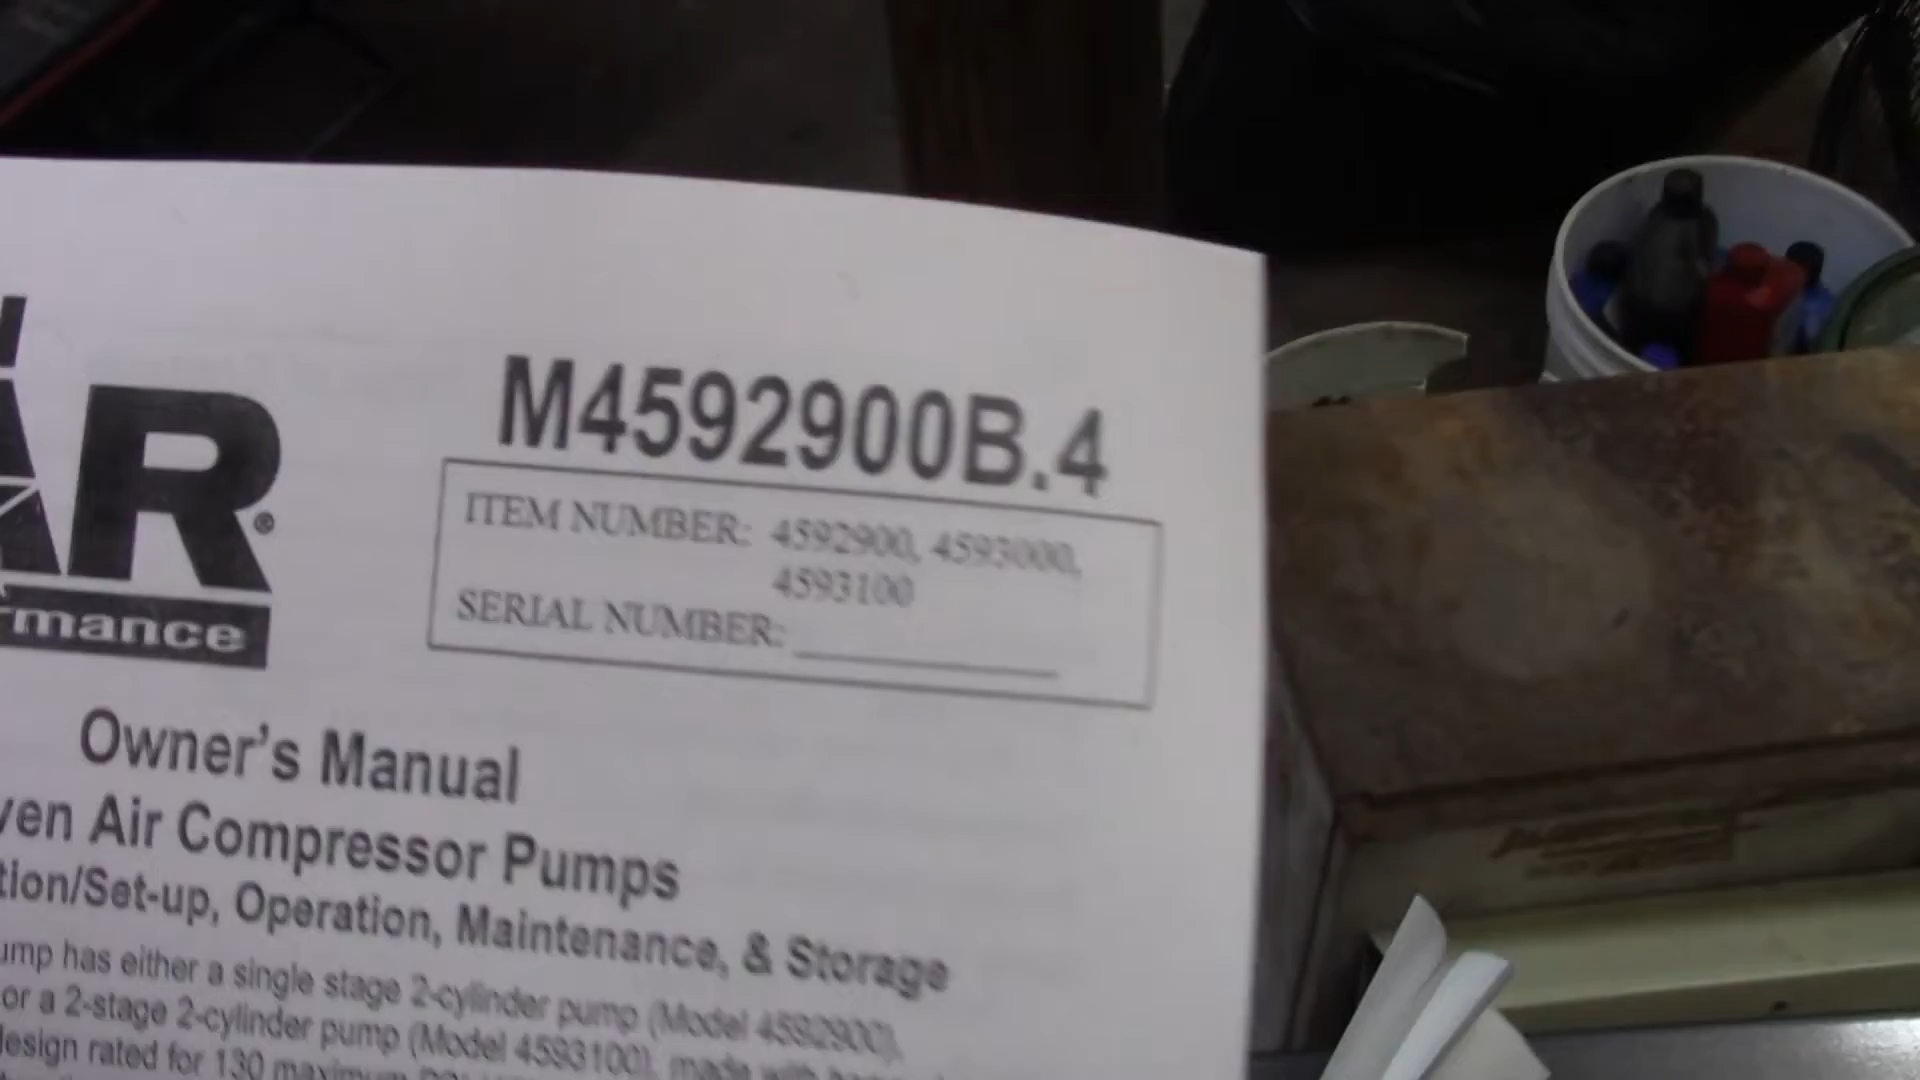 M4592900B.4
ITEM NUMBER: 4592900, 4593000,
4593100
SERIAL NUMBER:
AR®
rmance
Owner's Manual
ven Air Compressor Pumps
tion/Set-up, Operation, Maintenance, & Storage
ump has either a single stage 2-cylinder pump (Model 4592900),
or a 2-stage 2-cylinder pump (Model 4593100); made with
design rated for 130 maximum